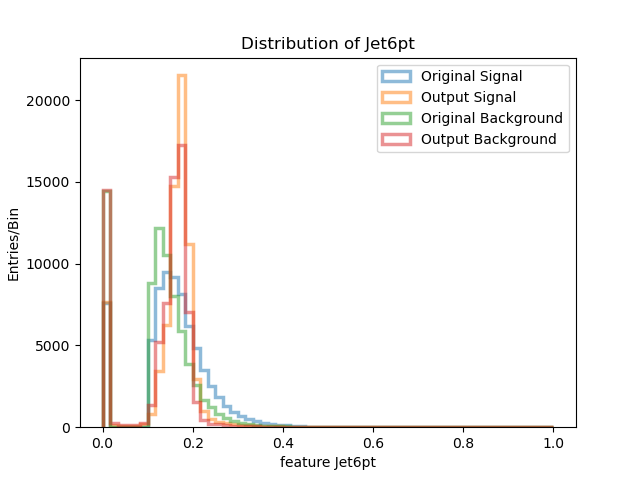 Distribution of Jet6pt
Original Signal
Output Signal
Original Background
Output Background
Entries/Bin
20000
15000
10000
5000
0
0.0 0.2 0.4 0.6 0.8 1.0
feature Jet6pt